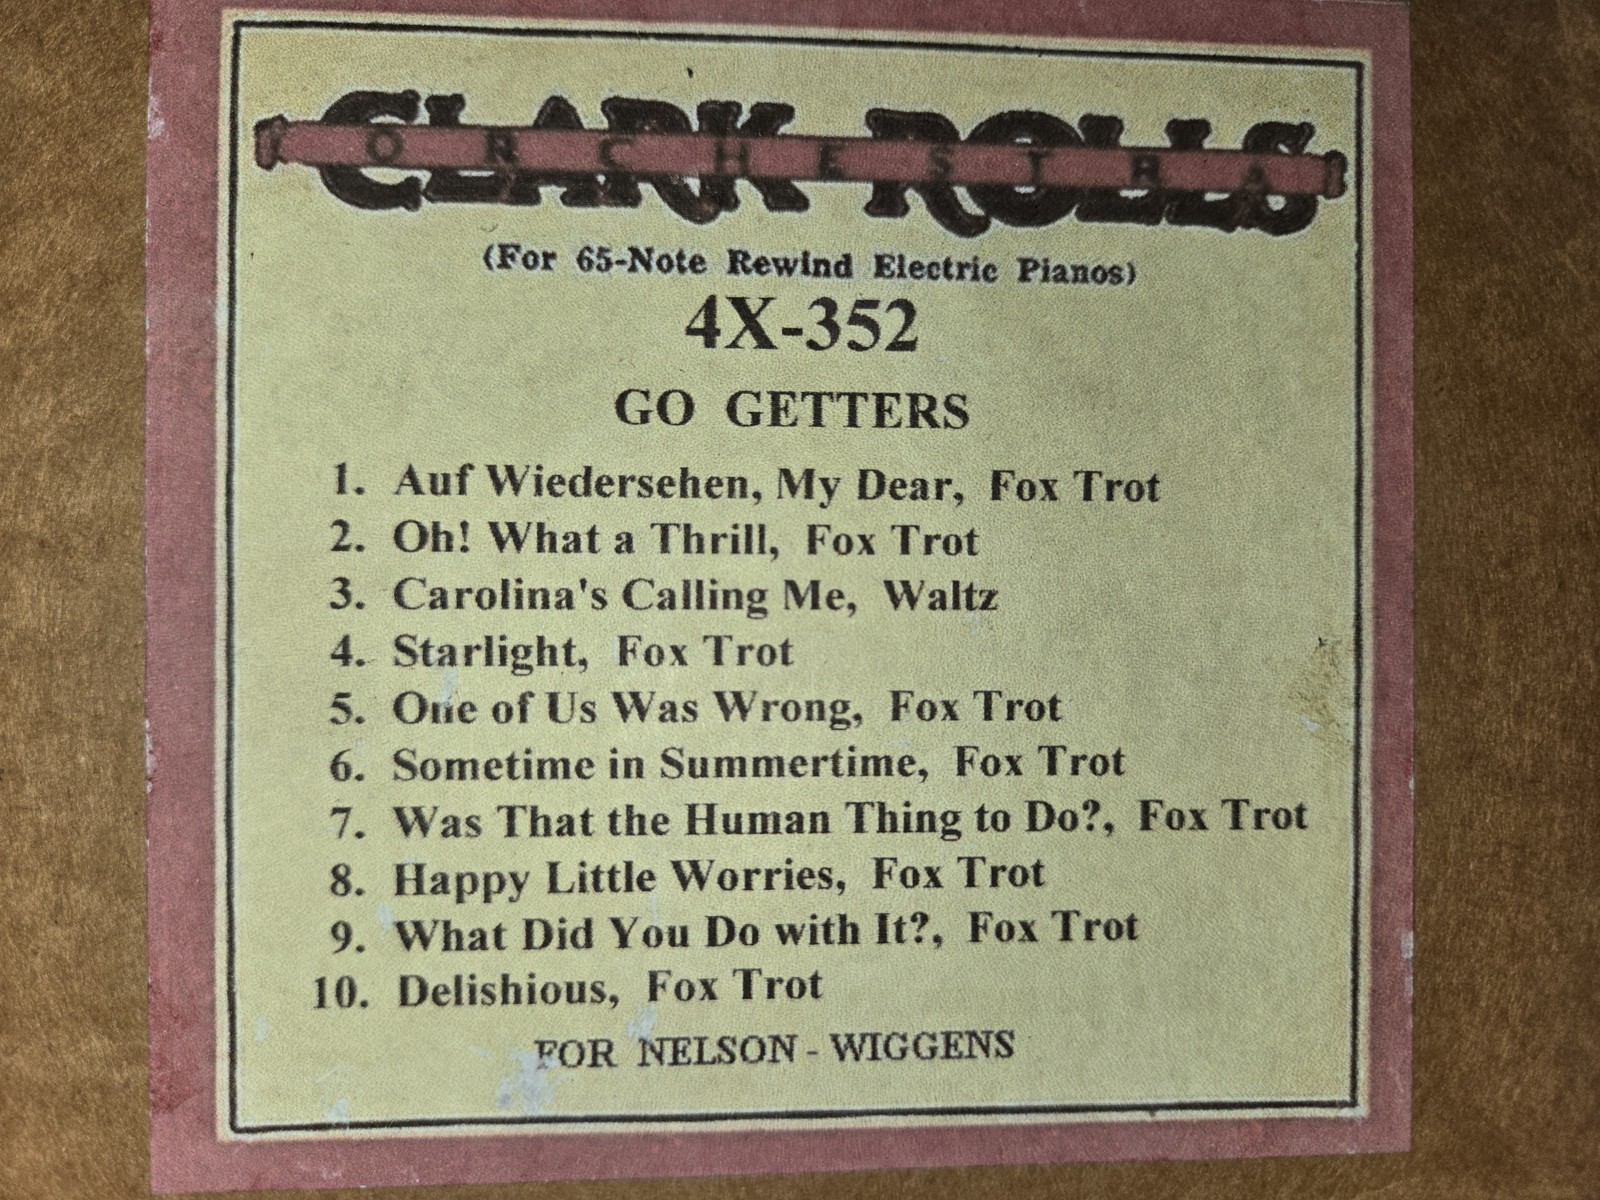 CLARK ROLLS
ORCHESTRA
(For 65-Note Rewind Electric Pianos)
4X-352
GO GETTERS
1. Auf Wiedersehen, My Dear, Fox Trot
2. Oh! What a Thrill, Fox Trot
3. Carolina's Calling Me, Waltz
4. Starlight, Fox Trot
5. One of Us Was Wrong, Fox Trot
6. Sometime in Summertime, Fox Trot
7. Was That the Human Thing to Do?, Fox Trot
8. Happy Little Worries, Fox Trot
9. What Did You Do with It?, Fox Trot
10. Delishious, Fox Trot
FOR NELSON - WIGGENS